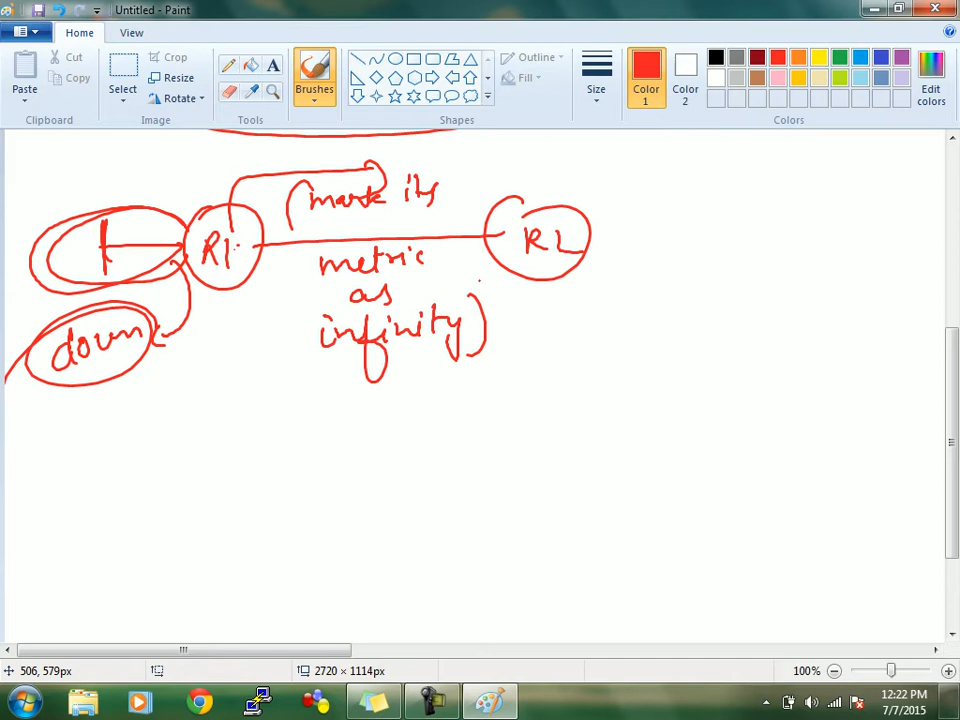 Untitled - Paint
Home View
Paste
Cut
Copy
Clipboard
Select
Crop
Resize
Rotate
Image
Tools
Brushes
Outline
Fill
Shapes
Size
Color 1
Color 2
Edit colors
Colors
mark its
R1
R2
metric
as
infinity)
down
506, 579px
2720 × 1114px
100%
12:22 PM
7/7/2015